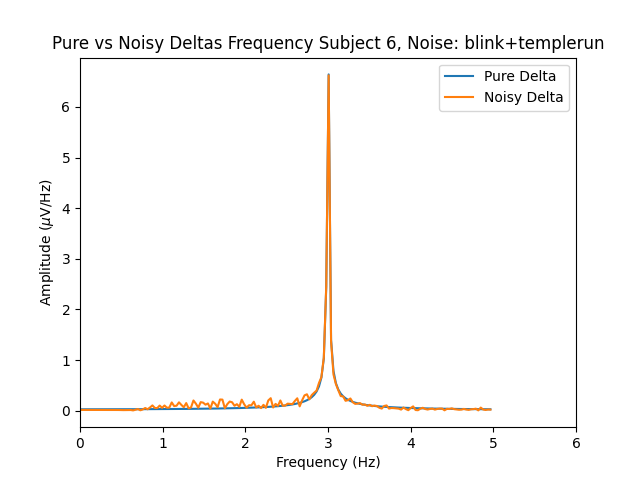 Pure vs Noisy Deltas Frequency Subject 6, Noise: blink+templerun
Pure Delta
Noisy Delta
Amplitude (μV/Hz)
6
5
4
3
2
1
0
0 1 2 3 4 5 6
Frequency (Hz)